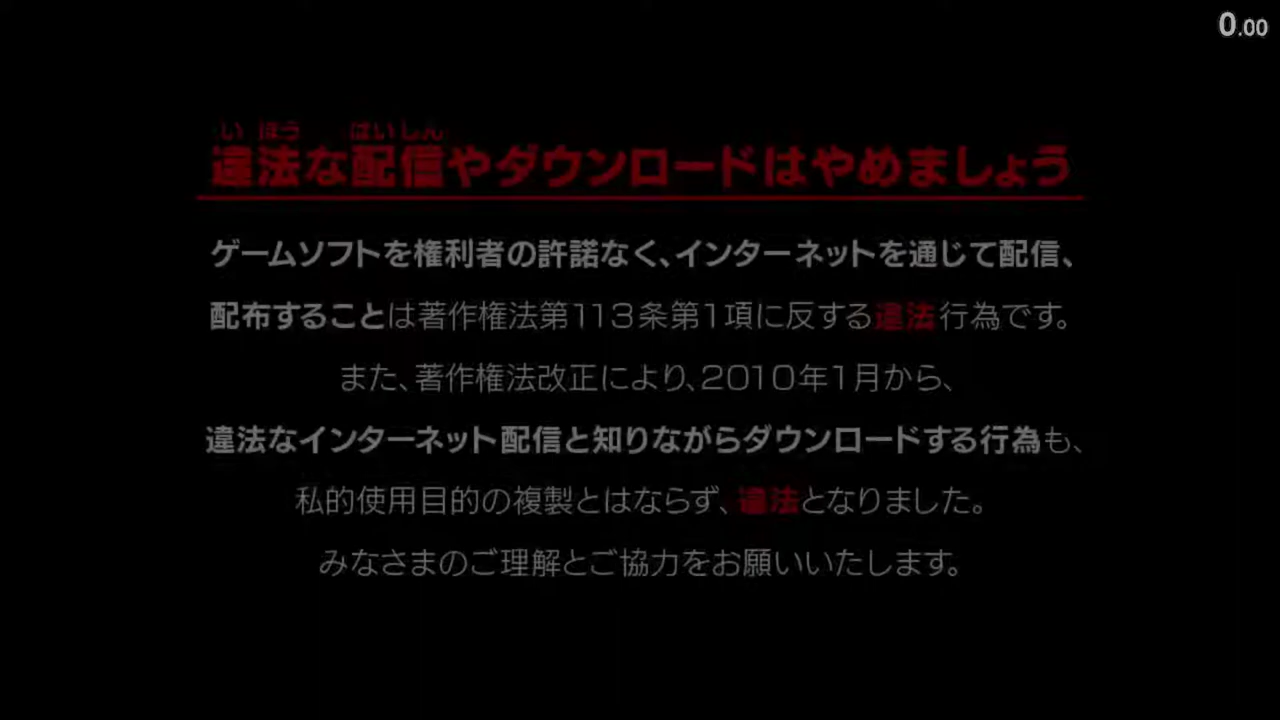 0.00
いほう はいしん
違法な配信やダウンロードはやめましょう
ゲームソフトを権利者の許諾なく、インターネットを通じて配信、
配布することは著作権法第113条第1項に反する違法行為です。
また、著作権法改正により、2010年1月から、
違法なインターネット配信と知りながらダウンロードする行為も、
私的使用目的の複製とはならず、違法となりました。
みなさまのご理解とご協力をお願いいたします。